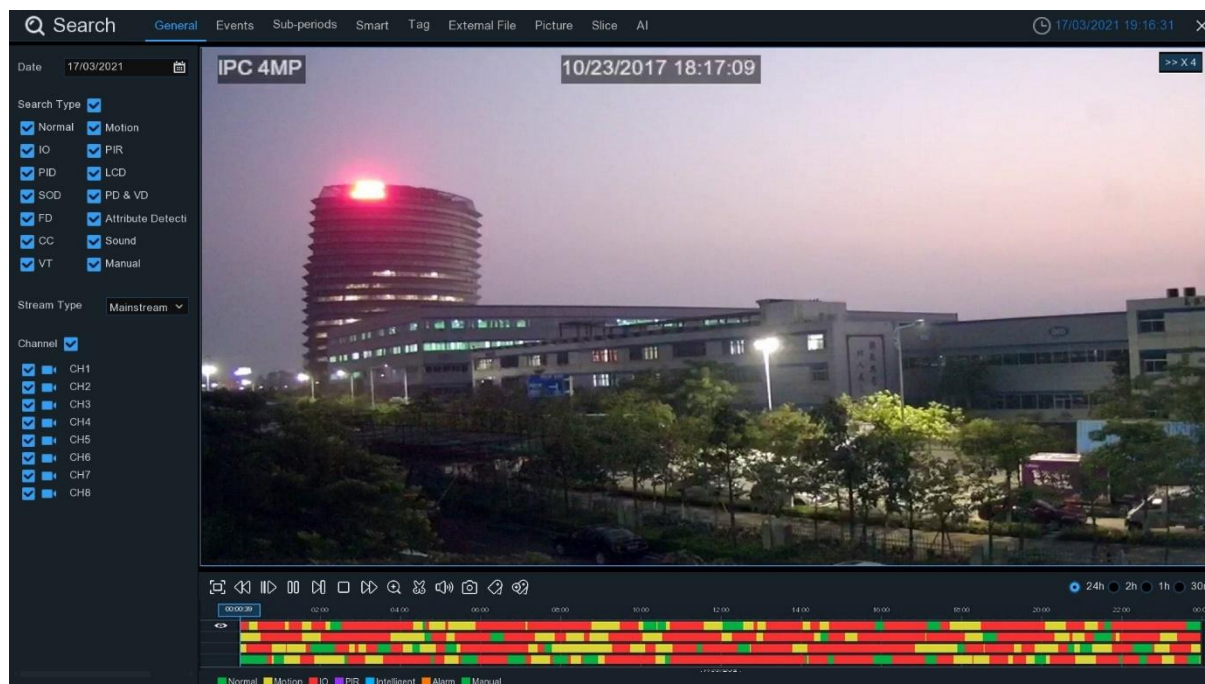 Search General Events Sub-periods Smart Tag External File Picture Slice AI 17/03/2021 19:16:31
Date 17/03/2021
IPC 4MP 10/23/2017 18:17:09 >> X 4
Search Type
Normal Motion
IO PIR
PID LCD
SOD PD & VD
FD Attribute Detecti
CC Sound
VT Manual
Stream Type Mainstream
Channel
CH1
CH2
CH3
CH4
CH5
CH6
CH7
CH8
24h 2h 1h 30
00:00:39 02:00 04:00 06:00 08:00 10:00 12:00 14:00 16:00 18:00 20:00 22:00
Normal Motion IO PIR Intelligent Alarm Manual